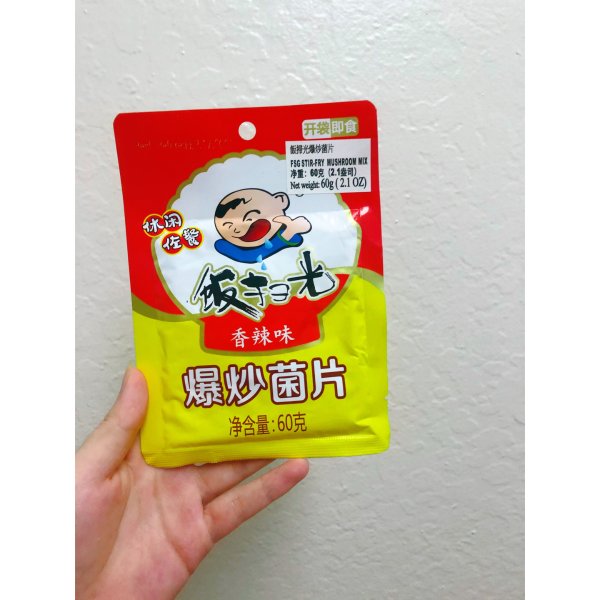 开袋即食
飯掃光爆炒菌片
FSG STIR-FRY MUSHROOM MIX
净重：60克（2.1盎司）
Net weight: 60g ( 2.1 OZ)
休闲
佐餐
饭扫光
香辣味
爆炒菌片
净含量:60克